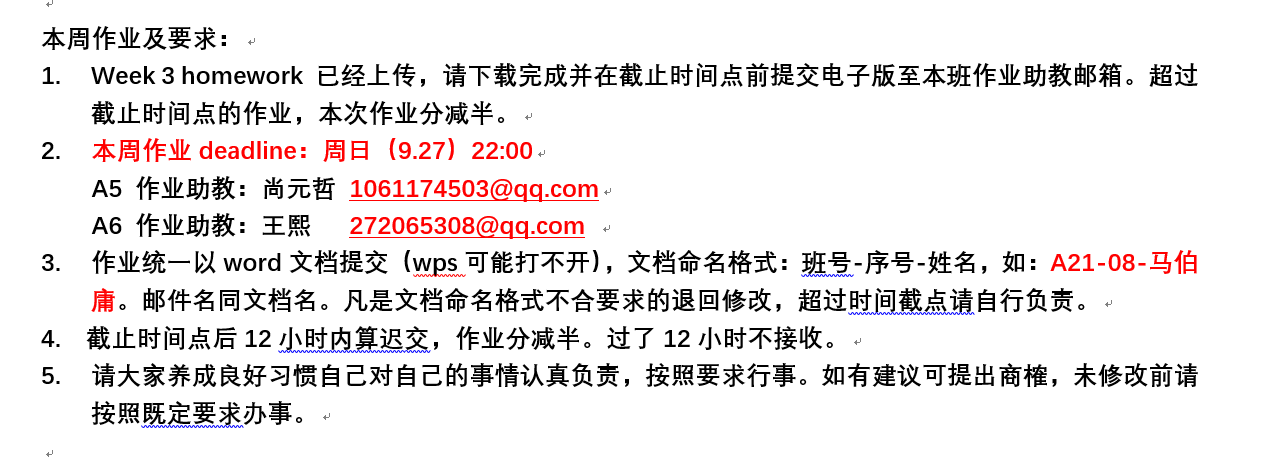 本周作业及要求：
1. Week 3 homework 已经上传，请下载完成并在截止时间点前提交电子版至本班作业助教邮箱。超过
截止时间点的作业，本次作业分减半。
2. 本周作业 deadline：周日（9.27）22:00
A5 作业助教：尚元哲 1061174503@qq.com
A6 作业助教：王熙 272065308@qq.com
3. 作业统一以 word 文档提交（wps 可能打不开），文档命名格式：班号-序号-姓名，如：A21-08-马伯
庸。邮件名同文档名。凡是文档命名格式不合要求的退回修改，超过时间截点请自行负责。
4. 截止时间点后 12 小时内算迟交，作业分减半。过了 12 小时不接收。
5. 请大家养成良好习惯自己对自己的事情认真负责，按照要求行事。如有建议可提出商榷，未修改前请
按照既定要求办事。